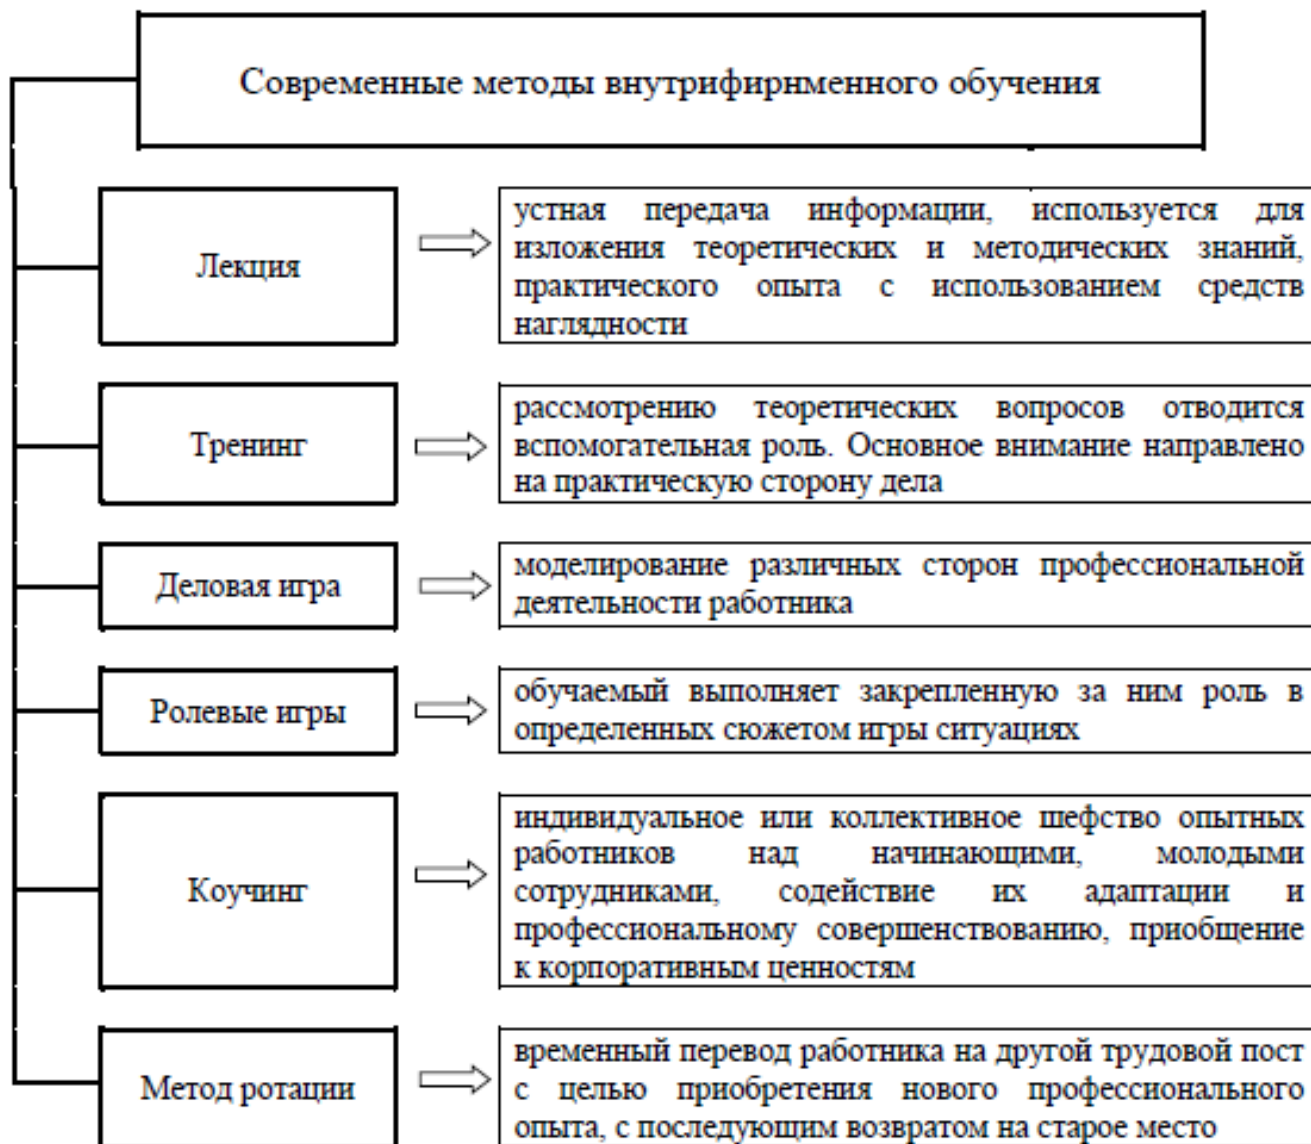 Современные методы внутрифирнменного обучения
Лекция
устная передача информации, используется для
изложения теоретических и методических знаний,
практического опыта с использованием средств
наглядности
Тренинг
рассмотрению теоретических вопросов отводится
вспомогательная роль. Основное внимание направлено
на практическую сторону дела
Деловая игра
моделирование различных сторон профессиональной
деятельности работника
Ролевые игры
обучаемый выполняет закрепленную за ним роль в
определенных сюжетом игры ситуациях
Коучинг
индивидуальное или коллективное шефство опытных
работников над начинающими, молодыми
сотрудниками, содействие их адаптации и
профессиональному совершенствованию, приобщение
к корпоративным ценностям
Метод ротации
временный перевод работника на другой трудовой пост
с целью приобретения нового профессионального
опыта, с последующим возвратом на старое место